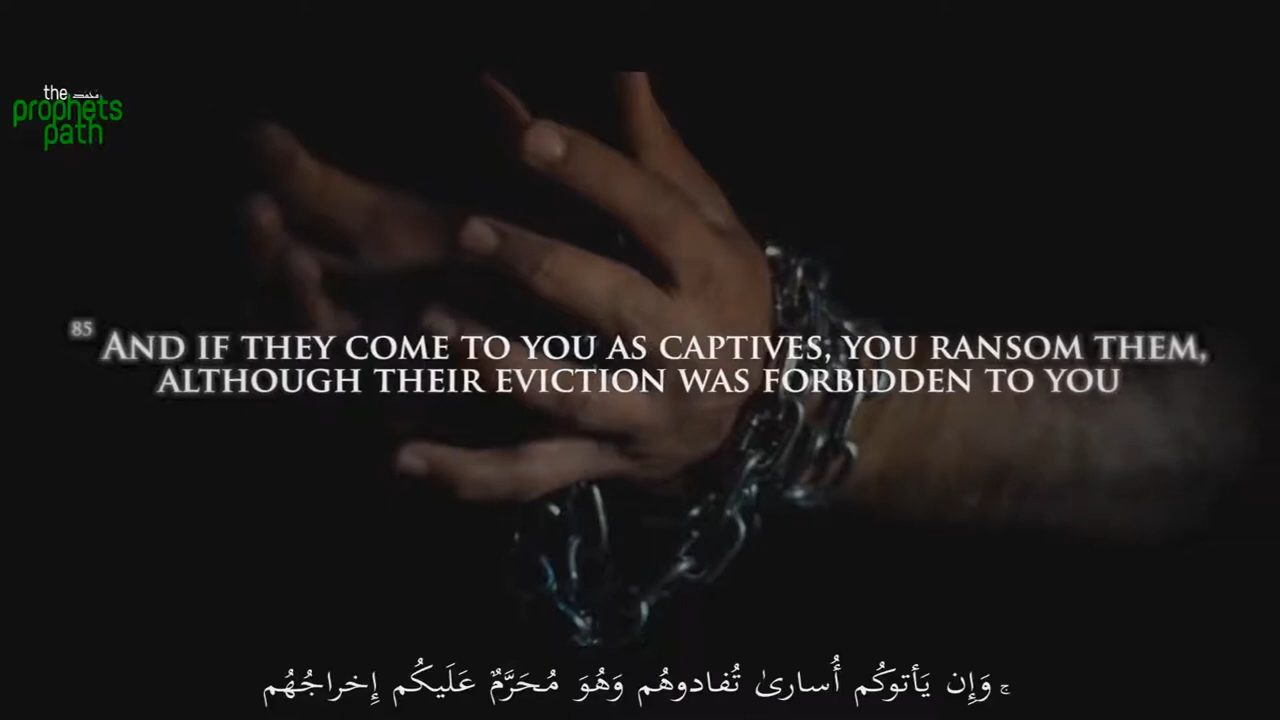 the محمد
prophets
path
85 AND IF THEY COME TO YOU AS CAPTIVES, YOU RANSOM THEM,
ALTHOUGH THEIR EVICTION WAS FORBIDDEN TO YOU
ۚ وَإِن يَأتوكُم أُسارىٰ تُفادوهُم وَهُوَ مُحَرَّمٌ عَلَيكُم إِخراجُهُم